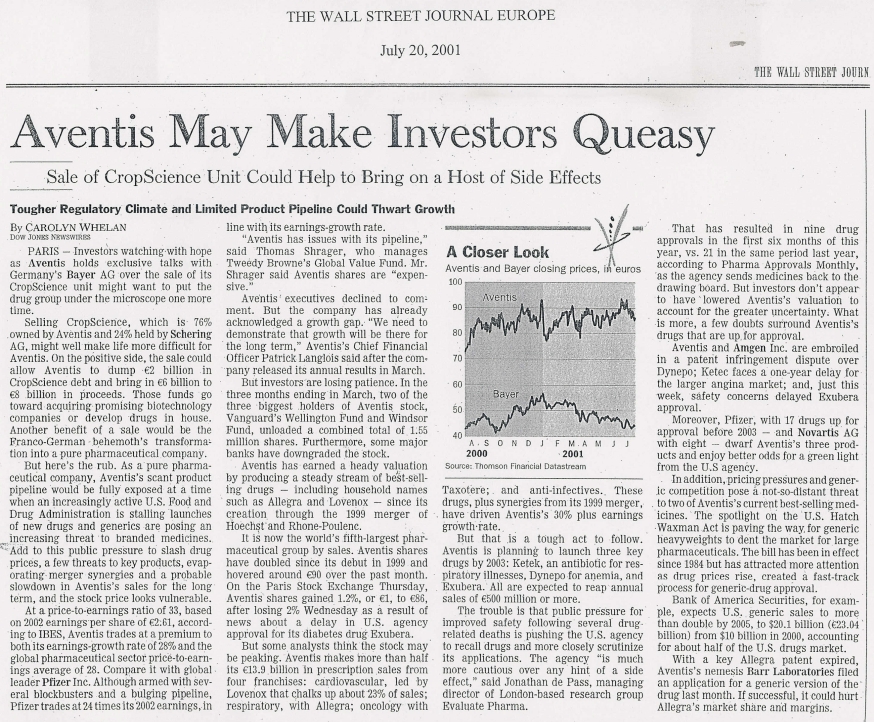 THE WALL STREET JOURNAL EUROPE
July 20, 2001
THE WALL STREET JOURN
Aventis May Make Investors Queasy
Sale of CropScience Unit Could Help to Bring on a Host of Side Effects
Tougher Regulatory Climate and Limited Product Pipeline Could Thwart Growth
By CAROLYN WHELAN
DOW JONES NEWSWIRES
PARIS — Investors watching with hope
as Aventis holds exclusive talks with
Germany's Bayer AG over the sale of its
CropScience unit might want to put the
drug group under the microscope one more
time.
Selling CropScience, which is 76%
owned by Aventis and 24% held by Schering
AG, might well make life more difficult for
Aventis. On the positive side, the sale could
allow Aventis to dump €2 billion in
CropScience debt and bring in €6 billion to
€8 billion in proceeds. Those funds go
toward acquiring promising biotechnology
companies or develop drugs in house.
Another benefit of a sale would be the
Franco-German behemoth's transforma-
tion into a pure pharmaceutical company.
But here's the rub. As a pure pharma-
ceutical company, Aventis's scant product
pipeline would be fully exposed at a time
when an increasingly active U.S. Food and
Drug Administration is stalling launches
of new drugs and generics are posing an
increasing threat to branded medicines.
Add to this public pressure to slash drug
prices, a few threats to key products, evap-
orating merger synergies and a probable
slowdown in Aventis's sales for the long
term, and the stock price looks vulnerable.
At a price-to-earnings ratio of 33, based
on 2002 earnings per share of €2.61, accord-
ing to IBES, Aventis trades at a premium to
both its earnings-growth rate of 28% and the
global pharmaceutical sector price-to-earn-
ings average of 28. Compare it with global
leader Pfizer Inc. Although armed with sev-
eral blockbusters and a bulging pipeline,
Pfizer trades at 24 times its 2002 earnings, in
line with its earnings-growth rate.
"Aventis has issues with its pipeline,"
said Thomas Shrager, who manages
Tweedy Browne's Global Value Fund. Mr.
Shrager said Aventis shares are "expen-
sive."
Aventis executives declined to com-
ment. But the company has already
acknowledged a growth gap. "We need to
demonstrate that growth will be there for
the long term," Aventis's Chief Financial
Officer Patrick Langlois said after the com-
pany released its annual results in March.
But investors are losing patience. In the
three months ending in March, two of the
three biggest holders of Aventis stock,
Vanguard's Wellington Fund and Windsor
Fund, unloaded a combined total of 1.55
million shares. Furthermore, some major
banks have downgraded the stock.
Aventis has earned a heady valuation
by producing a steady stream of best-sell-
ing drugs — including household names
such as Allegra and Lovenox — since its
creation through the 1999 merger of
Hoechst and Rhone-Poulenc.
It is now the world's fifth-largest phar-
maceutical group by sales. Aventis shares
have doubled since its debut in 1999 and
hovered around €90 over the past month.
On the Paris Stock Exchange Thursday,
Aventis shares gained 1.2%, or €1, to €86,
after losing 2% Wednesday as a result of
news about a delay in U.S. agency
approval for its diabetes drug Exubera.
But some analysts think the stock may
be peaking. Aventis makes more than half
its €13.9 billion in prescription sales from
four franchises: cardiovascular, led by
Lovenox that chalks up about 23% of sales;
respiratory, with Allegra; oncology with
A Closer Look
Aventis and Bayer closing prices, in euros
100
90
80
70
60
50
40
Aventis
Bayer
A S O N D J F M A M J J
2000 2001
Source: Thomson Financial Datastream
Taxotere; and anti-infectives. These
drugs, plus synergies from its 1999 merger,
have driven Aventis's 30% plus earnings
growth rate.
But that is a tough act to follow.
Aventis is planning to launch three key
drugs by 2003: Ketek, an antibiotic for res-
piratory illnesses, Dynepo for anemia, and
Exubera. All are expected to reap annual
sales of €500 million or more.
The trouble is that public pressure for
improved safety following several drug-
related deaths is pushing the U.S. agency
to recall drugs and more closely scrutinize
its applications. The agency "is much
more cautious over any hint of a side
effect," said Jonathan de Pass, managing
director of London-based research group
Evaluate Pharma.
That has resulted in nine drug
approvals in the first six months of this
year, vs. 21 in the same period last year,
according to Pharma Approvals Monthly,
as the agency sends medicines back to the
drawing board. But investors don't appear
to have lowered Aventis's valuation to
account for the greater uncertainty. What
is more, a few doubts surround Aventis's
drugs that are up for approval.
Aventis and Amgen Inc. are embroiled
in a patent infringement dispute over
Dynepo; Ketec faces a one-year delay for
the larger angina market; and, just this
week, safety concerns delayed Exubera
approval.
Moreover, Pfizer, with 17 drugs up for
approval before 2003 — and Novartis AG
with eight — dwarf Aventis's three prod-
ucts and enjoy better odds for a green light
from the U.S agency.
In addition, pricing pressures and gener-
ic competition pose a not-so-distant threat
to two of Aventis's current best-selling med-
icines. The spotlight on the U.S. Hatch
Waxman Act is paving the way for generic
heavyweights to dent the market for large
pharmaceuticals. The bill has been in effect
since 1984 but has attracted more attention
as drug prices rise, created a fast-track
process for generic-drug approval.
Bank of America Securities, for exam-
ple, expects U.S. generic sales to more
than double by 2005, to $20.1 billion (€23.04
billion) from $10 billion in 2000, accounting
for about half of the U.S. drugs market.
With a key Allegra patent expired,
Aventis's nemesis Barr Laboratories filed
an application for a generic version of the
drug last month. If successful, it could hurt
Allegra's market share and margins.